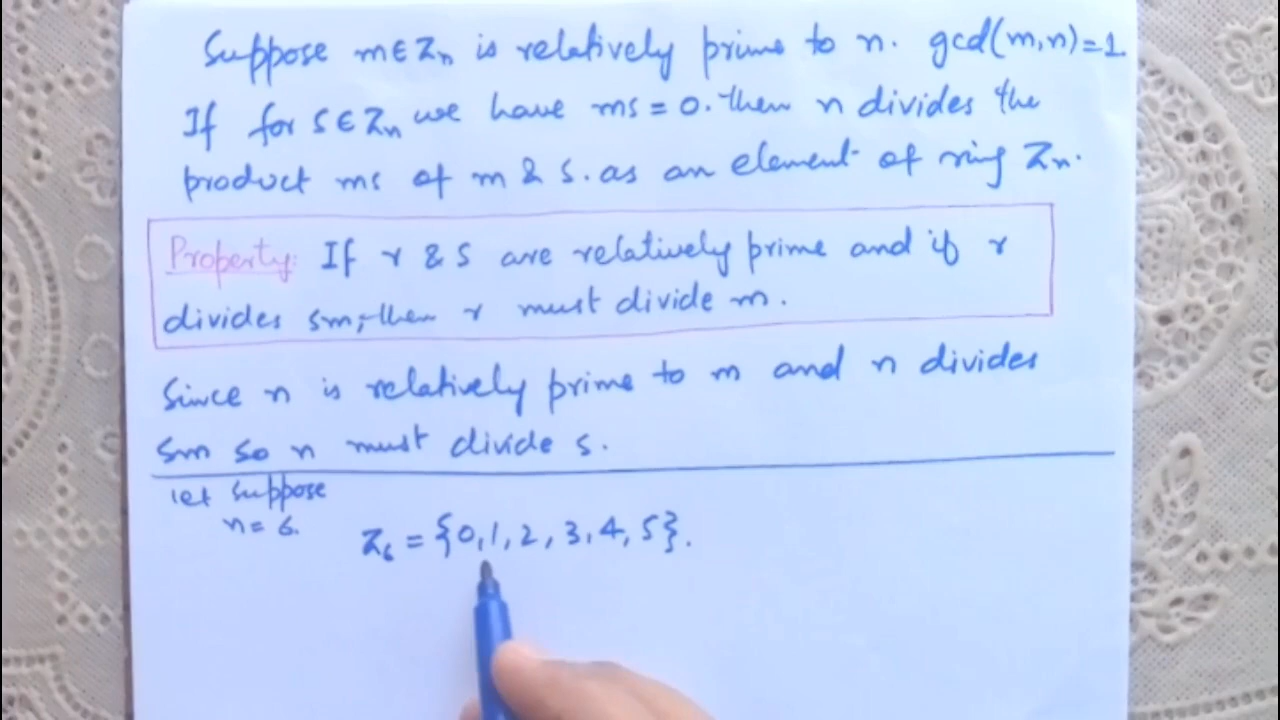 Suppose m ∈ Zn is relatively prime to n. gcd(m,n)=1
If for s ∈ Zn we have ms = 0. then n divides the
product ms of m & s. as an element of ring Zn.
Property: If r & s are relatively prime and if r
divides sm, then r must divide m.
Since n is relatively prime to m and n divides
sm so n must divide s.
let suppose
n = 6.
Z6 = {0,1,2,3,4,5}.